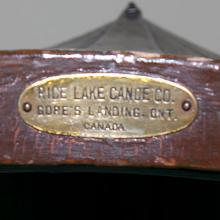 RICE LAKE CANOE CO.
GORE'S LANDING, ONT.
CANADA